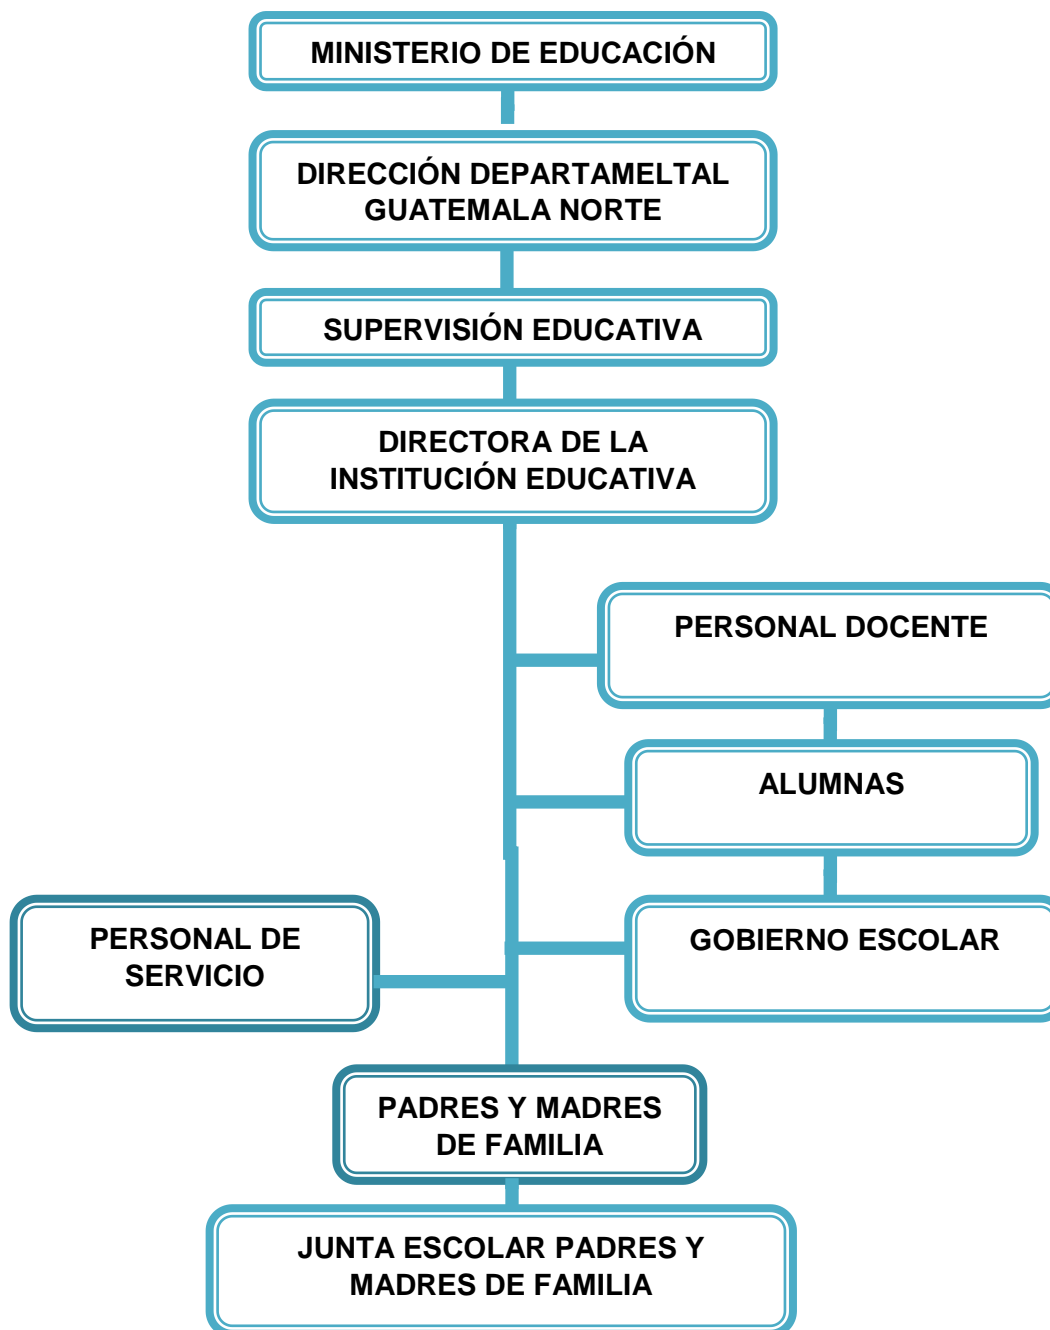 MINISTERIO DE EDUCACIÓN
DIRECCIÓN DEPARTAMELTAL
GUATEMALA NORTE
SUPERVISIÓN EDUCATIVA
DIRECTORA DE LA
INSTITUCIÓN EDUCATIVA
PERSONAL DOCENTE
ALUMNAS
GOBIERNO ESCOLAR
PERSONAL DE
SERVICIO
PADRES Y MADRES
DE FAMILIA
JUNTA ESCOLAR PADRES Y
MADRES DE FAMILIA